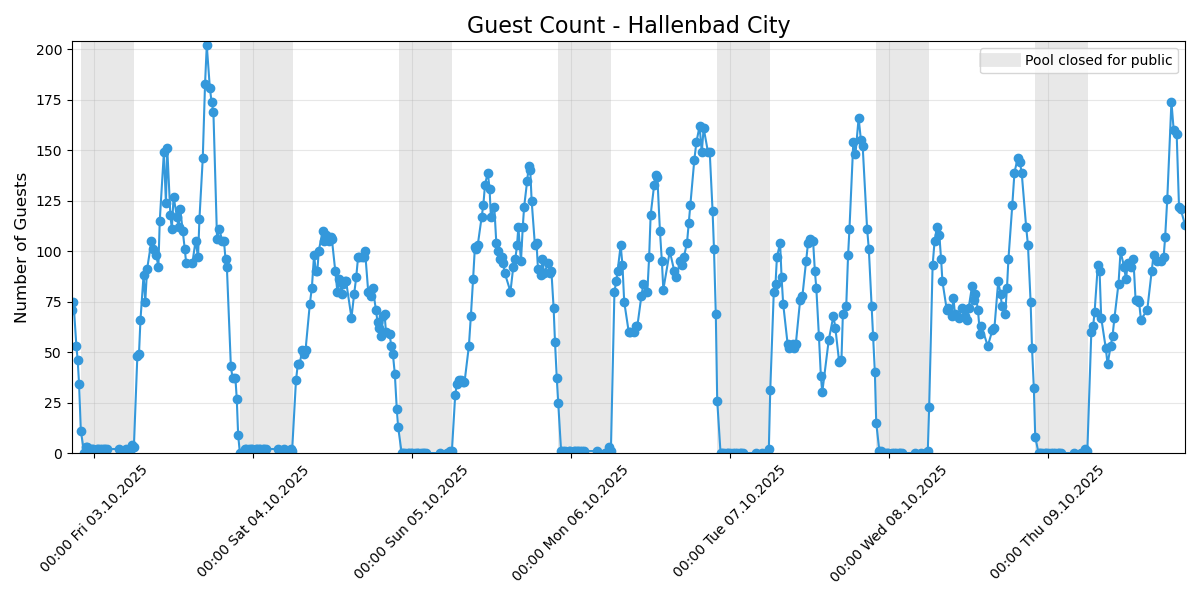 Guest Count - Hallenbad City
Number of Guests
200
175
150
125
100
75
50
25
0
Pool closed for public
00:00 Fri 03.10.2025
00:00 Sat 04.10.2025
00:00 Sun 05.10.2025
00:00 Mon 06.10.2025
00:00 Tue 07.10.2025
00:00 Wed 08.10.2025
00:00 Thu 09.10.2025